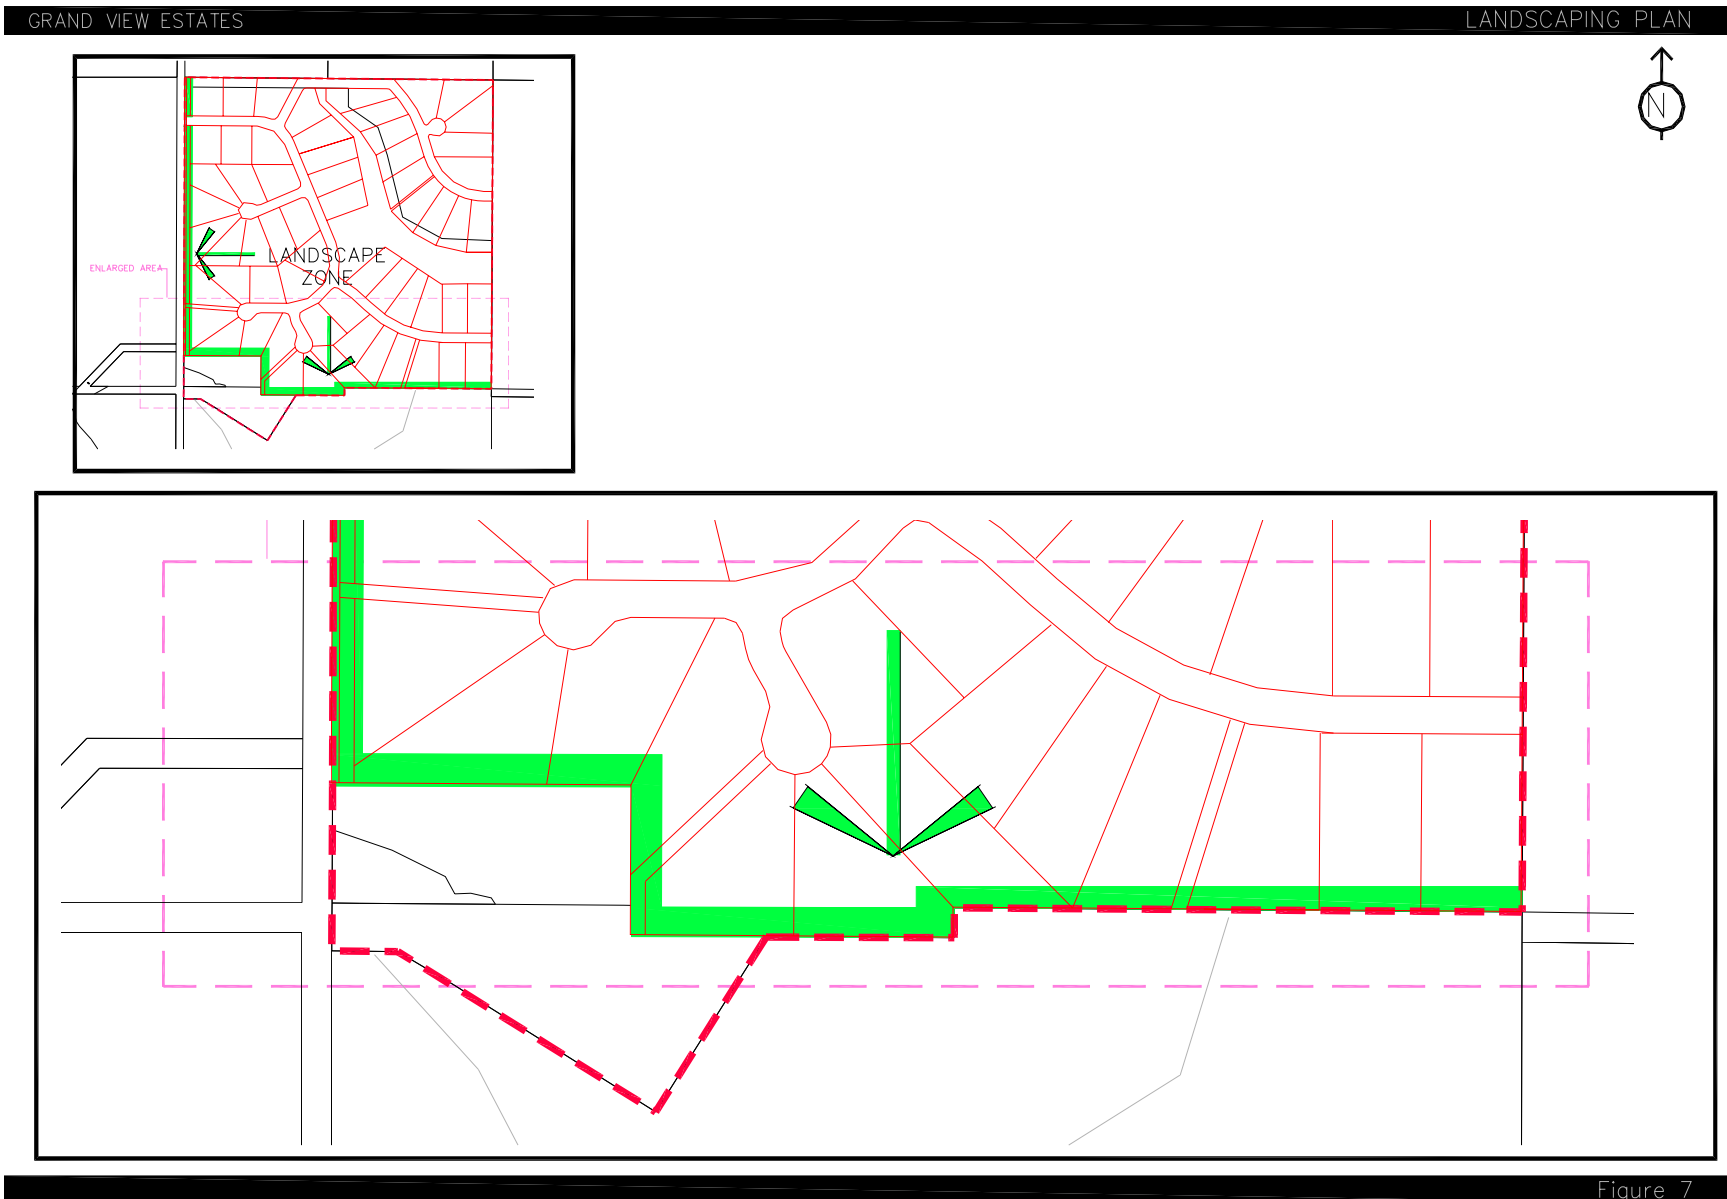 GRAND VIEW ESTATES
LANDSCAPING PLAN
N
LANDSCAPE
ZONE
ENLARGED AREA
Figure 7